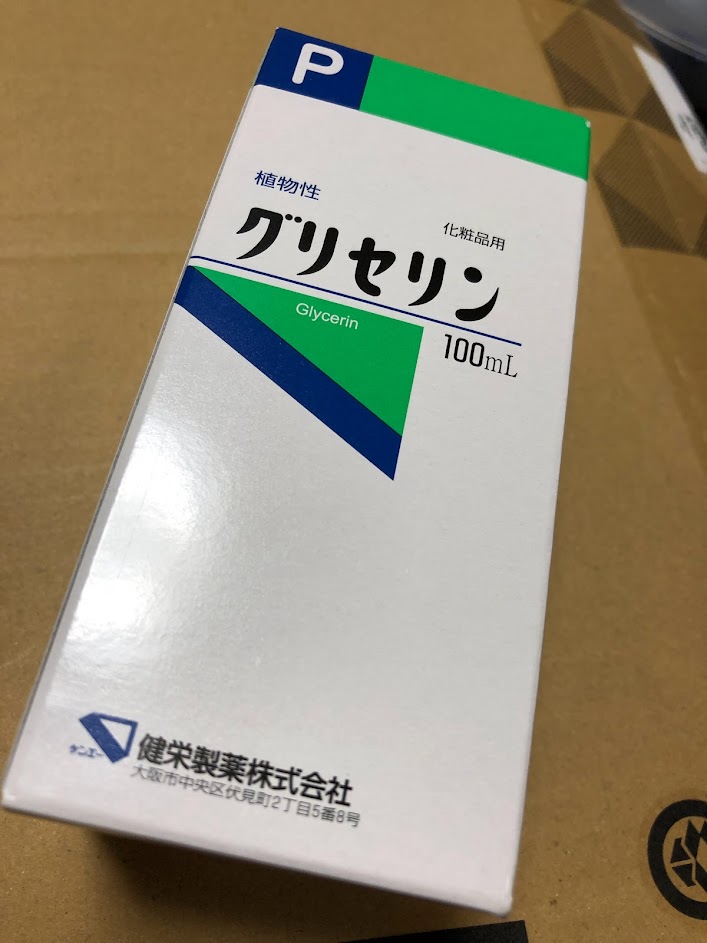 P
植物性
化粧品用
グリセリン
Glycerin
100mL
ケンエー
健栄製薬株式会社
大阪市中央区伏見町2丁目5番8号